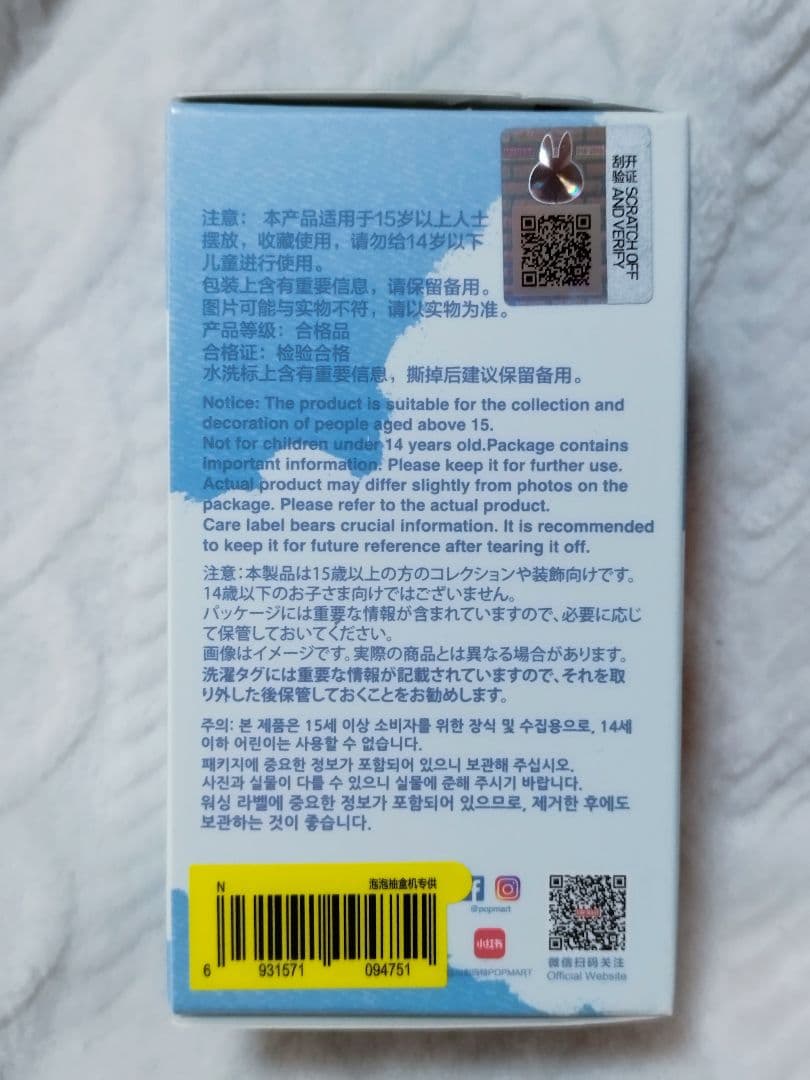 刮开
验证
SCRATCH OFF
AND VERIFY
注意： 本产品适用于15岁以上人士
摆放，收藏使用，请勿给14岁以下
儿童进行使用。
包装上含有重要信息，请保留备用。
图片可能与实物不符，请以实物为准。
产品等级：合格品
合格证：检验合格
水洗标上含有重要信息，撕掉后建议保留备用。
Notice: The product is suitable for the collection and
decoration of people aged above 15.
Not for children under 14 years old.Package contains
important information. Please keep it for further use.
Actual product may differ slightly from photos on the
package. Please refer to the actual product.
Care label bears crucial information. It is recommended
to keep it for future reference after tearing it off.
注意：本製品は15歳以上の方のコレクションや装飾向けです。
14歳以下のお子さま向けではございません。
パッケージには重要な情報が含まれていますので、必要に応じ
て保管しておいてください。
画像はイメージです。実際の商品とは異なる場合があります。
洗濯タグには重要な情報が記載されていますので、それを取
り外した後保管しておくことをお勧めします。
주의: 본 제품은 15세 이상 소비자를 위한 장식 및 수집용으로, 14세
이하 어린이는 사용할 수 없습니다.
패키지에 중요한 정보가 포함되어 있으니 보관해 주십시오.
사진과 실물이 다를 수 있으니 실물에 준해 주시기 바랍니다.
워싱 라벨에 중요한 정보가 포함되어 있으므로, 제거한 후에도
보관하는 것이 좋습니다.
N
泡泡抽盒机专供
6 931571 094751
f
@popmart
小红书
POPMART
微信扫码关注
Official Website